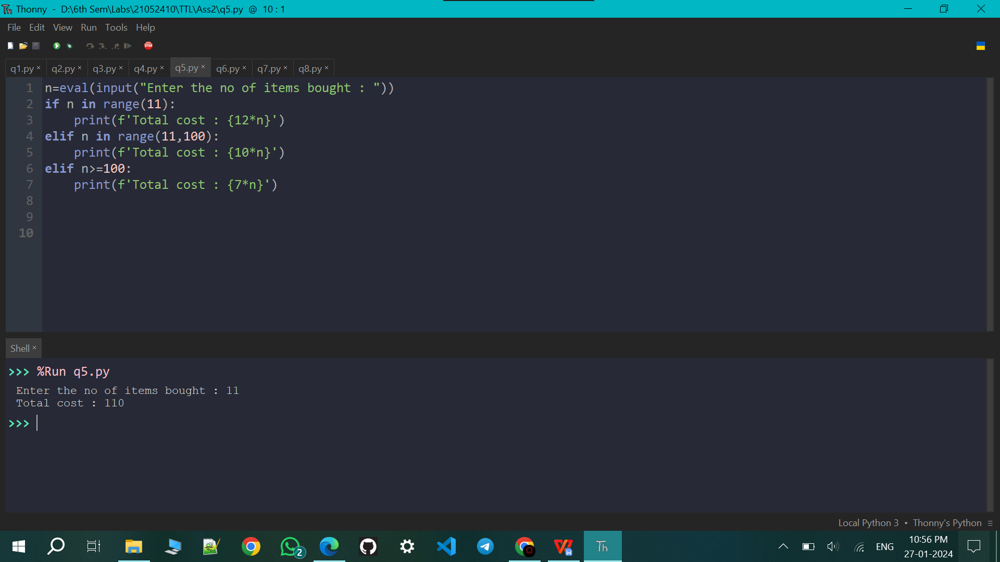 Thonny - D:\6th Sem\Labs\21052410\TTL\Ass2\q5.py @ 10 : 1
File Edit View Run Tools Help
STOP
q1.py × q2.py × q3.py × q4.py × q5.py × q6.py × q7.py × q8.py ×
1 n=eval(input("Enter the no of items bought : "))
2 if n in range(11):
3     print(f'Total cost : {12*n}')
4 elif n in range(11,100):
5     print(f'Total cost : {10*n}')
6 elif n>=100:
7     print(f'Total cost : {7*n}')
8
9
10
Shell ×
>>> %Run q5.py
Enter the no of items bought : 11
Total cost : 110
>>>
Local Python 3 • Thonny's Python ≡
2
Th
ENG
10:56 PM
27-01-2024